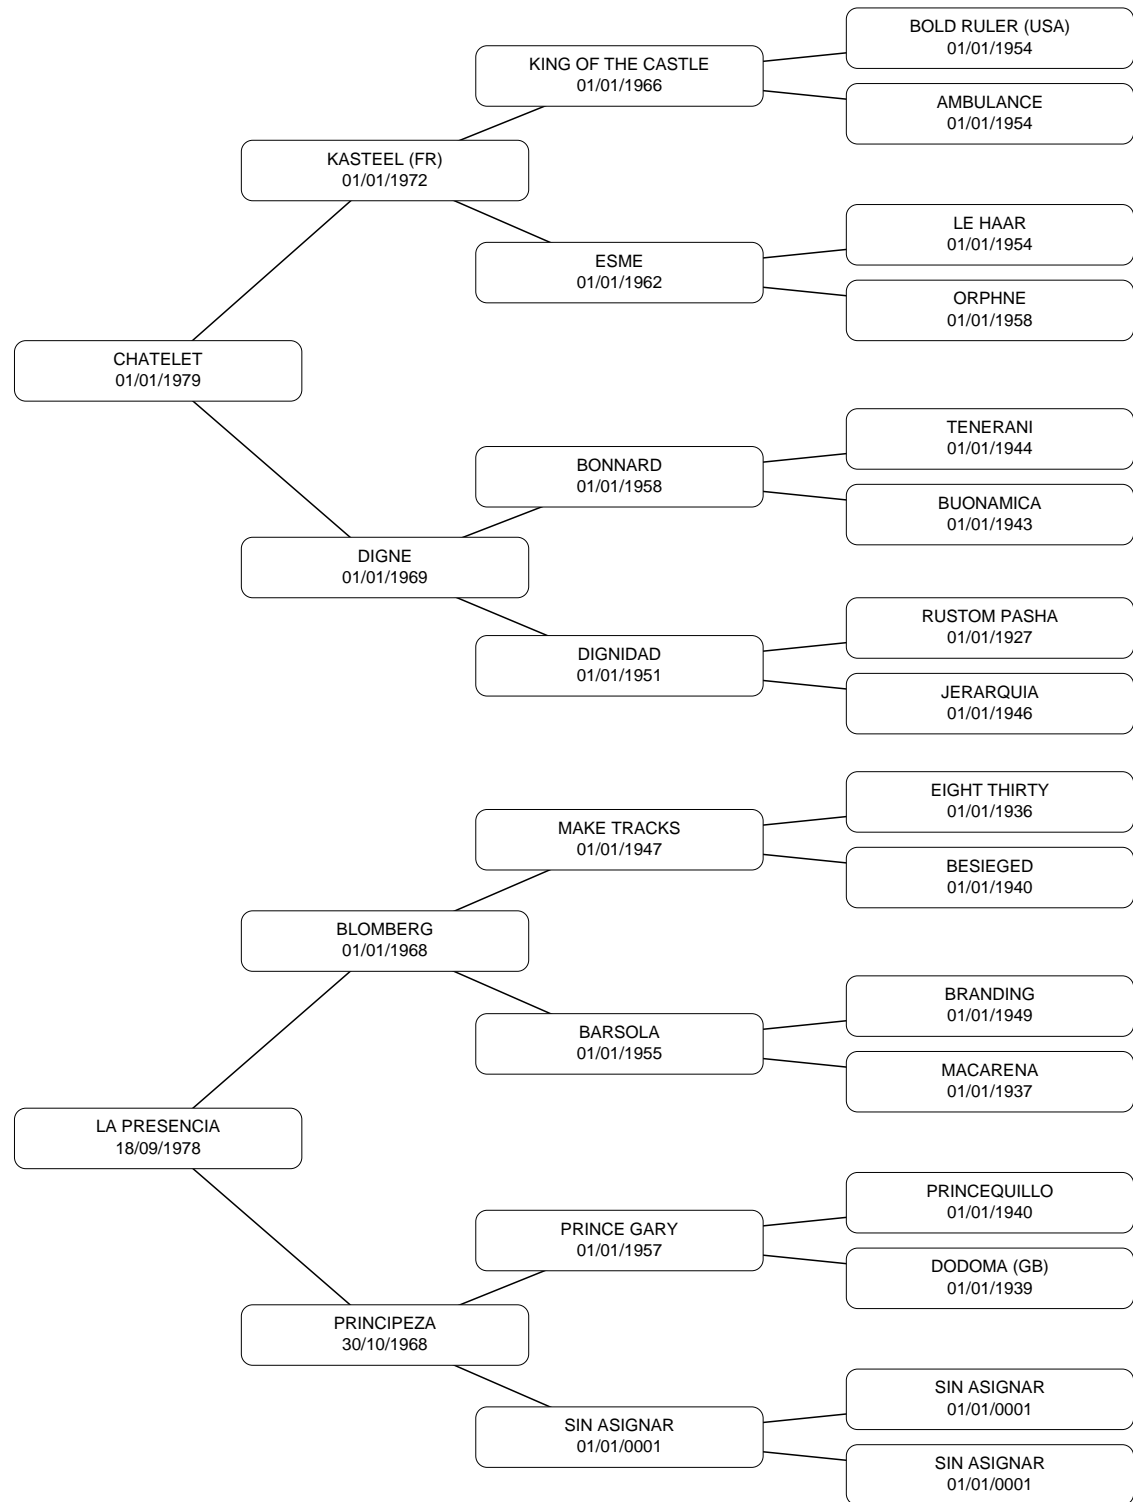 BOLD RULER (USA)
01/01/1954
KING OF THE CASTLE
01/01/1966
AMBULANCE
01/01/1954
KASTEEL (FR)
01/01/1972
LE HAAR
01/01/1954
ESME
01/01/1962
ORPHNE
01/01/1958
CHATELET
01/01/1979
TENERANI
01/01/1944
BONNARD
01/01/1958
BUONAMICA
01/01/1943
DIGNE
01/01/1969
RUSTOM PASHA
01/01/1927
DIGNIDAD
01/01/1951
JERARQUIA
01/01/1946
EIGHT THIRTY
01/01/1936
MAKE TRACKS
01/01/1947
BESIEGED
01/01/1940
BLOMBERG
01/01/1968
BRANDING
01/01/1949
BARSOLA
01/01/1955
MACARENA
01/01/1937
LA PRESENCIA
18/09/1978
PRINCEQUILLO
01/01/1940
PRINCE GARY
01/01/1957
DODOMA (GB)
01/01/1939
PRINCIPEZA
30/10/1968
SIN ASIGNAR
01/01/0001
SIN ASIGNAR
01/01/0001
SIN ASIGNAR
01/01/0001